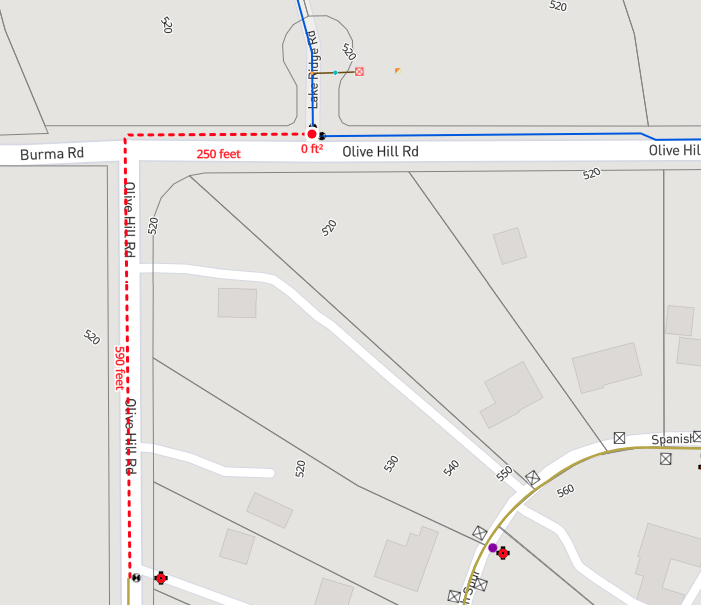 520
520
Lake Ridge Rd
520
Burma Rd
250 feet
0 ft²
Olive Hill Rd
Olive Hil
520
Olive Hill Rd
520
520
520
590 feet
Olive Hill Rd
520
530
540
550
560
Spanish
n Spur